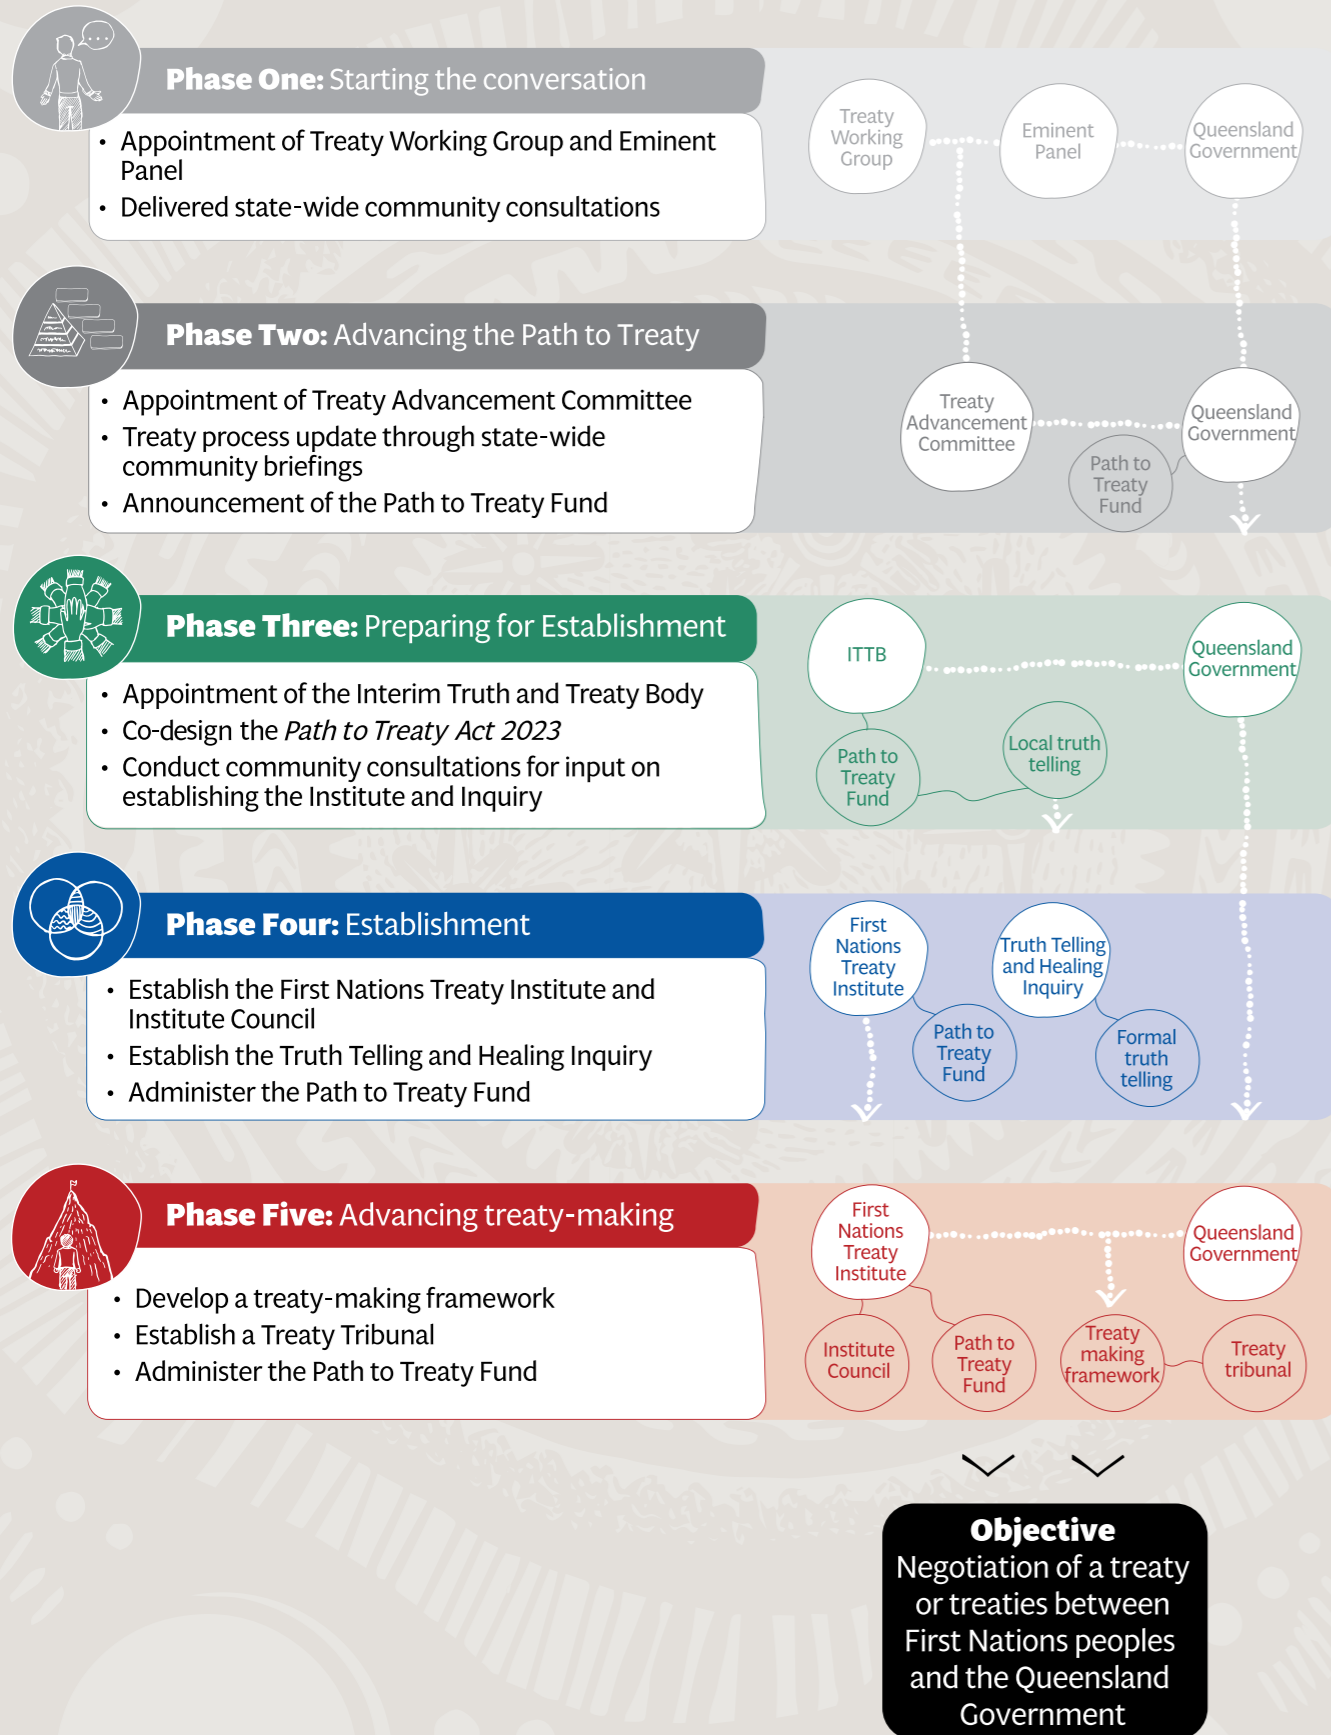 Phase One: Starting the conversation
• Appointment of Treaty Working Group and Eminent
Panel
• Delivered state-wide community consultations
Treaty
Working
Group
Eminent
Panel
Queensland
Government
Phase Two: Advancing the Path to Treaty
• Appointment of Treaty Advancement Committee
• Treaty process update through state-wide
community briefings
• Announcement of the Path to Treaty Fund
Treaty
Advancement
Committee
Queensland
Government
Path to
Treaty
Fund
Phase Three: Preparing for Establishment
• Appointment of the Interim Truth and Treaty Body
• Co-design the Path to Treaty Act 2023
• Conduct community consultations for input on
establishing the Institute and Inquiry
ITTB
Queensland
Government
Path to
Treaty
Fund
Local truth
telling
Phase Four: Establishment
• Establish the First Nations Treaty Institute and
Institute Council
• Establish the Truth Telling and Healing Inquiry
• Administer the Path to Treaty Fund
First
Nations
Treaty
Institute
Truth Telling
and Healing
Inquiry
Path to
Treaty
Fund
Formal
truth
telling
Phase Five: Advancing treaty-making
• Develop a treaty-making framework
• Establish a Treaty Tribunal
• Administer the Path to Treaty Fund
First
Nations
Treaty
Institute
Queensland
Government
Institute
Council
Path to
Treaty
Fund
Treaty
making
framework
Treaty
tribunal
Objective
Negotiation of a treaty
or treaties between
First Nations peoples
and the Queensland
Government